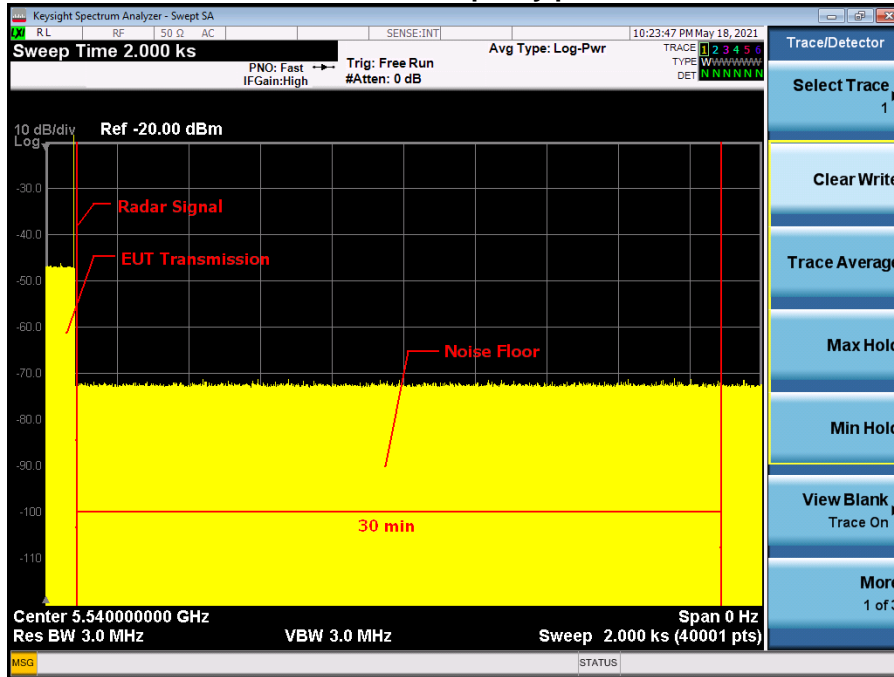 Keysight Spectrum Analyzer - Swept SA
LXI RL RF 50 Ω AC SENSE:INT 10:23:47 PM May 18, 2021
Sweep Time 2.000 ks
Avg Type: Log-Pwr
TRACE 1 2 3 4 5 6
PNO: Fast Trig: Free Run
TYPE WWWWWW
IFGain:High #Atten: 0 dB
DET N N N N N N
10 dB/div Ref -20.00 dBm
Log
-30.0
Radar Signal
-40.0
EUT Transmission
-50.0
-60.0
Noise Floor
-70.0
-80.0
-90.0
-100
30 min
-110
Center 5.540000000 GHz Span 0 Hz
Res BW 3.0 MHz VBW 3.0 MHz Sweep 2.000 ks (40001 pts)
MSG STATUS
Trace/Detector
Select Trace
1
Clear Write
Trace Average
Max Hold
Min Hold
View Blank
Trace On
More
1 of 3